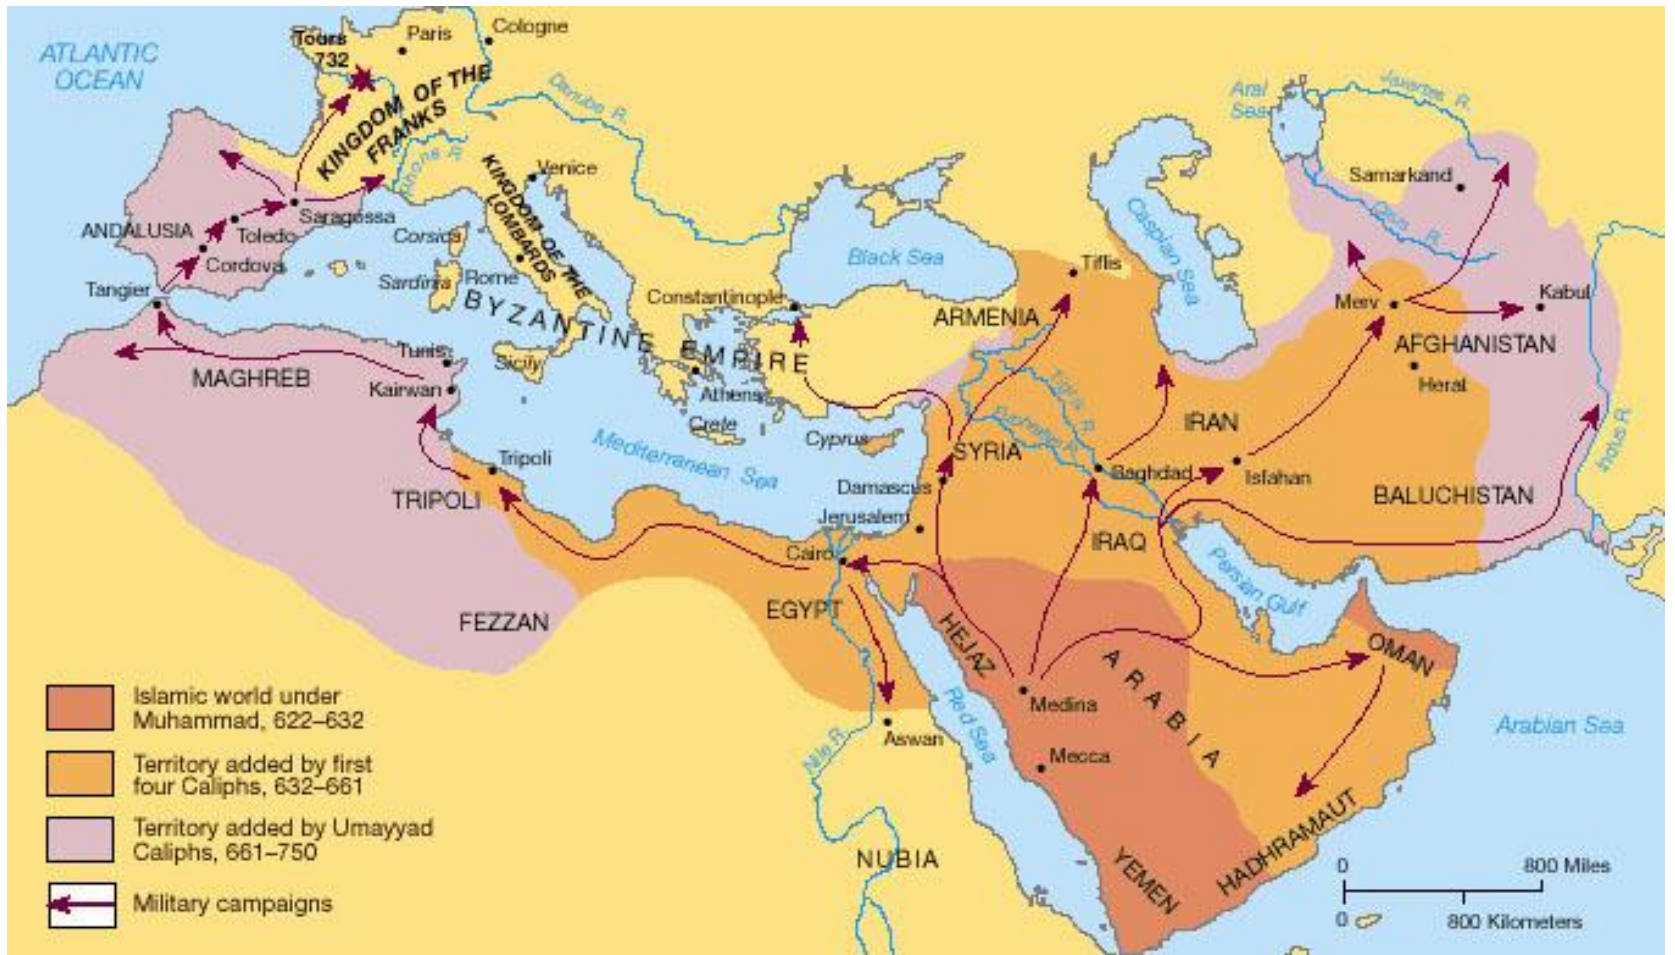 ATLANTIC
OCEAN
Tours
732
Paris
Cologne
KINGDOM OF THE
FRANKS
Danube R.
Rhone R.
KINGDOM OF THE
LOMBARDS
Venice
Aral
Sea
Jaxartes R.
Samarkand
Oxus R.
Caspian Sea
Black Sea
Tiflis
ANDALUSIA
Saragossa
Toledo
Cordova
Tangier
Corsica
Sardinia
Rome
Constantinople
BYZANTINE EMPIRE
ARMENIA
Merv
Kabul
AFGHANISTAN
Herat
MAGHREB
Tunis
Kairwan
Sicily
Athens
Crete
Cyprus
Mediterranean Sea
Tigris R.
Euphrates R.
SYRIA
IRAN
Baghdad
Isfahan
Indus R.
BALUCHISTAN
Tripoli
TRIPOLI
Damascus
Jerusalem
IRAQ
Cairo
Persian Gulf
EGYPT
FEZZAN
HEJAZ
ARABIA
OMAN
Medina
Mecca
Red Sea
Nile R.
Aswan
Arabian Sea
NUBIA
YEMEN
HADHRAMAUT
Islamic world under
Muhammad, 622–632
Territory added by first
four Caliphs, 632–661
Territory added by Umayyad
Caliphs, 661–750
Military campaigns
0 800 Miles
0 800 Kilometers